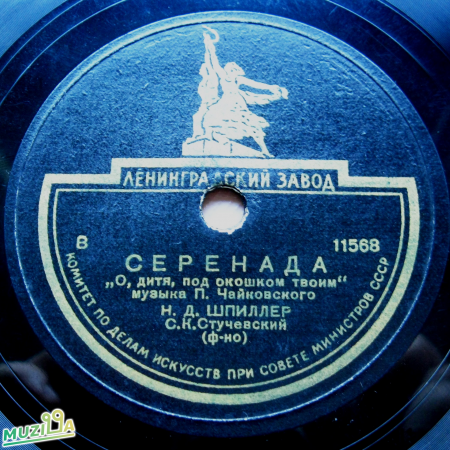 ЛЕНИНГРАДСКИЙ ЗАВОД
В 11568
СЕРЕНАДА
„О, дитя, под окошком твоим“
музыка П. Чайковского
Н. Д. ШПИЛЛЕР
С.К.Стучевский
(ф-но)
КОМИТЕТ ПО ДЕЛАМ ИСКУССТВ ПРИ СОВЕТЕ МИНИСТРОВ СССР
MUZILLA